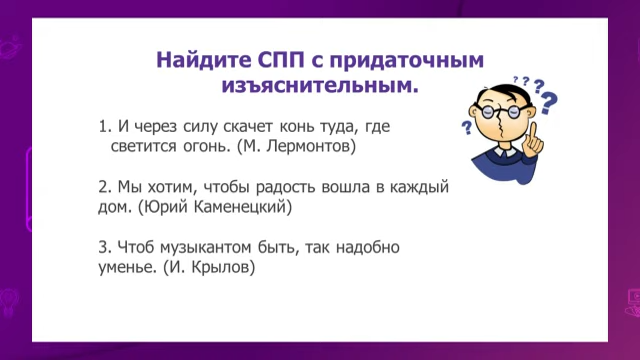 Найдите СПП с придаточным
изъяснительным.
1. И через силу скачет конь туда, где
светится огонь. (М. Лермонтов)
2. Мы хотим, чтобы радость вошла в каждый
дом. (Юрий Каменецкий)
3. Чтоб музыкантом быть, так надобно
уменье. (И. Крылов)
? ? ? ?
?